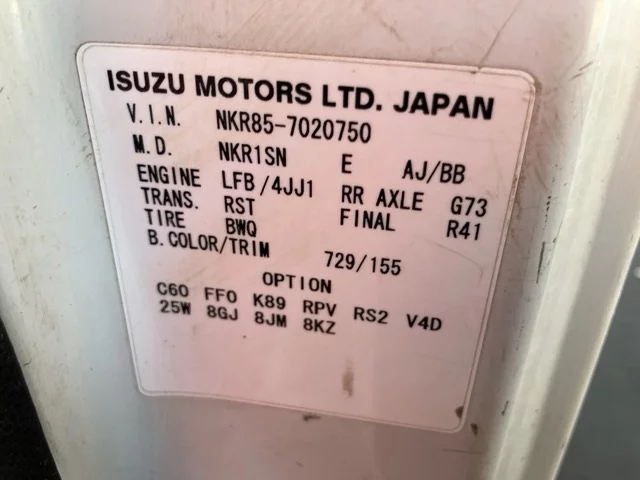 ISUZU MOTORS LTD. JAPAN
V.I.N. NKR85-7020750
M.D. NKR1SN E AJ/BB
ENGINE LFB/4JJ1 RR AXLE G73
TRANS. RST FINAL R41
TIRE BWQ
B.COLOR/TRIM 729/155
OPTION
C60 FF0 K89 RPV RS2 V4D
25W 8GJ 8JM 8KZ